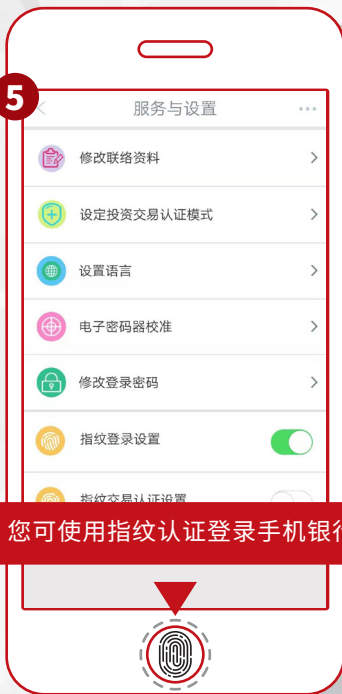 5
服务与设置
修改联络资料
设定投资交易认证模式
设置语言
电子密码器校准
修改登录密码
指纹登录设置
指纹交易认证设置
您可使用指纹认证登录手机银行